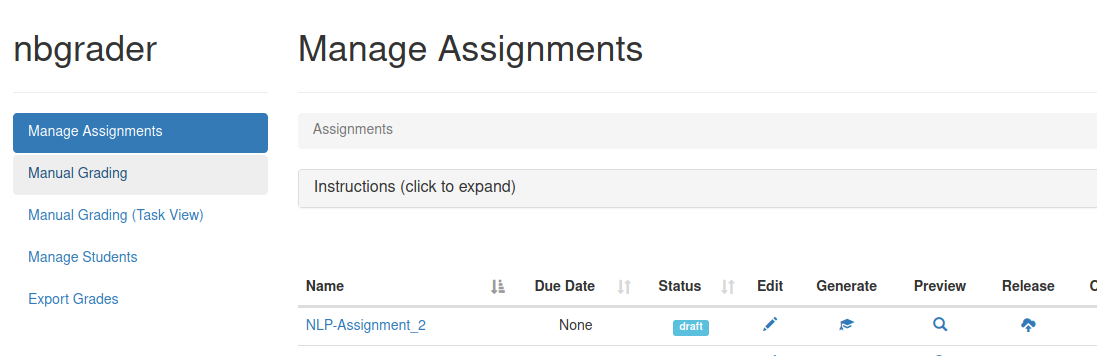 nbgrader
Manage Assignments
Manage Assignments
Manual Grading
Manual Grading (Task View)
Manage Students
Export Grades
Assignments
Instructions (click to expand)
Name Due Date Status Edit Generate Preview Release
NLP-Assignment_2 None draft